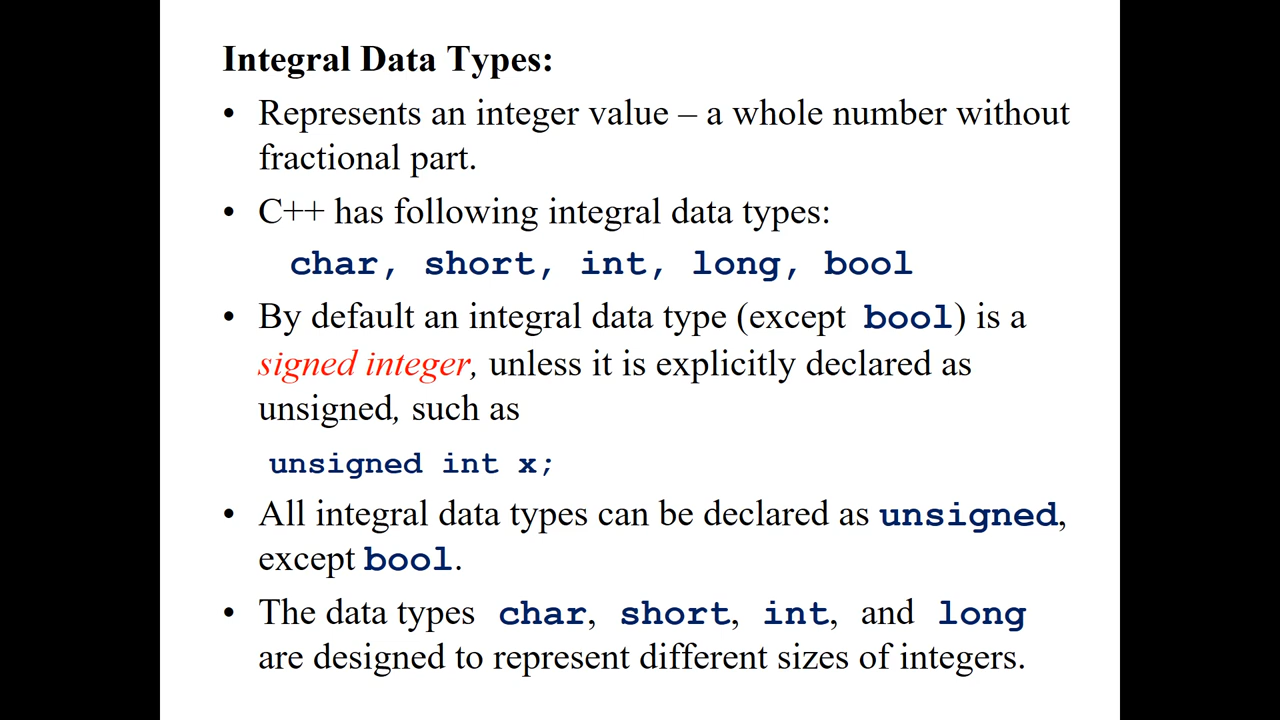 Integral Data Types:
• Represents an integer value – a whole number without
fractional part.
• C++ has following integral data types:
char, short, int, long, bool
• By default an integral data type (except bool) is a
signed integer, unless it is explicitly declared as
unsigned, such as
unsigned int x;
• All integral data types can be declared as unsigned,
except bool.
• The data types char, short, int, and long
are designed to represent different sizes of integers.